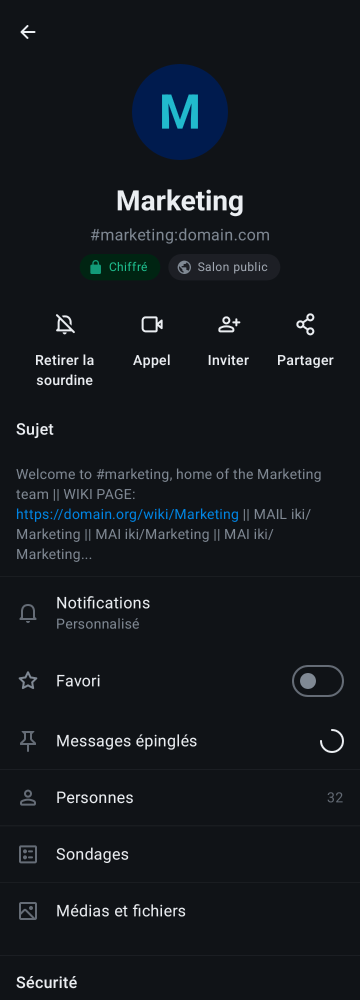 M
Marketing
#marketing:domain.com
Chiffré
Salon public
Retirer la
sourdine
Appel
Inviter
Partager
Sujet
Welcome to #marketing, home of the Marketing
team || WIKI PAGE:
https://domain.org/wiki/Marketing || MAIL iki/
Marketing || MAI iki/Marketing || MAI iki/
Marketing...
Notifications
Personnalisé
Favori
Messages épinglés
Personnes
32
Sondages
Médias et fichiers
Sécurité